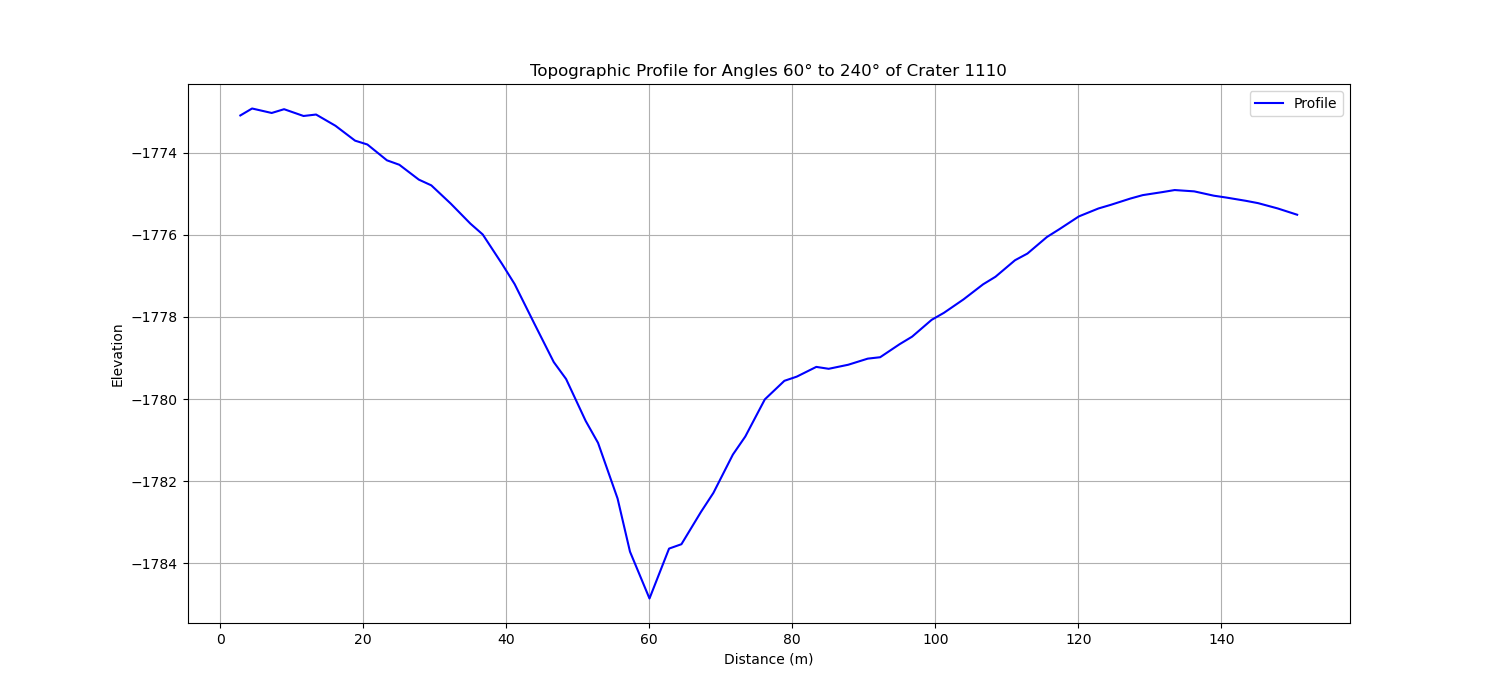 Topographic Profile for Angles 60° to 240° of Crater 1110
Profile
−1774
−1776
−1778
−1780
−1782
−1784
Elevation
0 20 40 60 80 100 120 140
Distance (m)